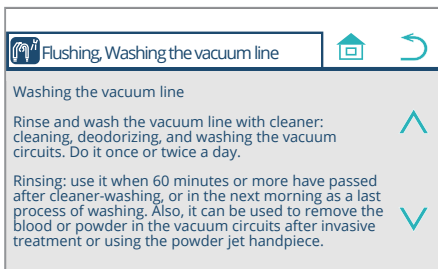 Flushing, Washing the vacuum line
Washing the vacuum line
Rinse and wash the vacuum line with cleaner:
cleaning, deodorizing, and washing the vacuum
circuits. Do it once or twice a day.
Rinsing: use it when 60 minutes or more have passed
after cleaner-washing, or in the next morning as a last
process of washing. Also, it can be used to remove the
blood or powder in the vacuum circuits after invasive
treatment or using the powder jet handpiece.